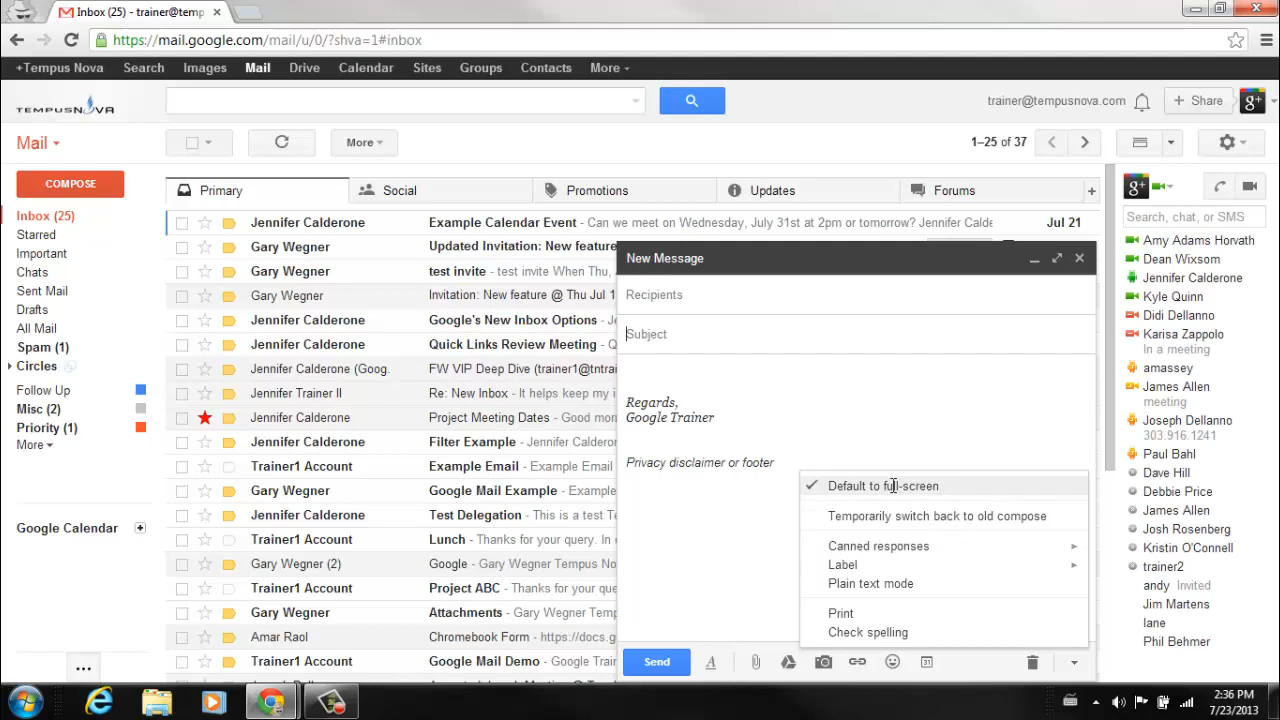 Inbox (25) - trainer@temp
https://mail.google.com/mail/u/0/?shva=1#inbox
+Tempus Nova Search Images Mail Drive Calendar Sites Groups Contacts More
TEMPUSNOVA
trainer@tempusnova.com
+ Share
g+
Mail
More
1–25 of 37
COMPOSE
Primary
Social
Promotions
Updates
Forums
+
g+
Inbox (25)
Starred
Important
Chats
Sent Mail
Drafts
All Mail
Spam (1)
Circles
Follow Up
Misc (2)
Priority (1)
More
Google Calendar
Jennifer Calderone Example Calendar Event - Can we meet on Wednesday, July 31st at 2pm or tomorrow? Jennifer Calde Jul 21
Gary Wegner Updated Invitation: New feature
Gary Wegner test invite - test invite When Thu,
Gary Wegner Invitation: New feature @ Thu Jul 1
Jennifer Calderone Google's New Inbox Options -
Jennifer Calderone Quick Links Review Meeting -
Jennifer Calderone (Goog. FW VIP Deep Dive (trainer1@tntrai
Jennifer Trainer II Re: New Inbox - It helps keep my i
Jennifer Calderone Project Meeting Dates - Good morn
Jennifer Calderone Filter Example - Jennifer Calderon
Trainer1 Account Example Email - Example Email F
Gary Wegner Google Mail Example - Example
Jennifer Calderone Test Delegation - This is a test T
Trainer1 Account Lunch - Thanks for your query. In o
Gary Wegner (2) Google - Gary Wegner Tempus Nov
Trainer1 Account Project ABC - Thanks for your que
Gary Wegner Attachments - Gary Wegner Temp
Amar Raol Chromebook Form - https://docs.g
Trainer1 Account Google Mail Demo - Google Train
New Message
Recipients
Subject
Regards,
Google Trainer
Privacy disclaimer or footer
Default to full-screen
Temporarily switch back to old compose
Canned responses
Label
Plain text mode
Print
Check spelling
Send
A
Search, chat, or SMS
Amy Adams Horvath
Dean Wixsom
Jennifer Calderone
Kyle Quinn
Didi Dellanno
Karisa Zappolo
In a meeting
amassey
James Allen
meeting
Joseph Dellanno
303.916.1241
Paul Bahl
Dave Hill
Debbie Price
James Allen
Josh Rosenberg
Kristin O'Connell
trainer2
andy Invited
Jim Martens
lane
Phil Behmer
2:36 PM
7/23/2013